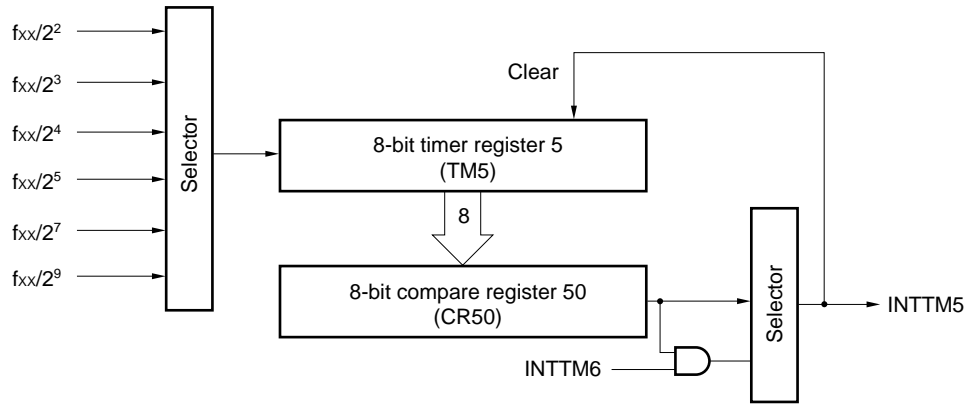 fxx/2²
fxx/2³
fxx/2⁴
fxx/2⁵
fxx/2⁷
fxx/2⁹
Selector
Clear
8-bit timer register 5
(TM5)
8
8-bit compare register 50
(CR50)
INTTM6
Selector
INTTM5